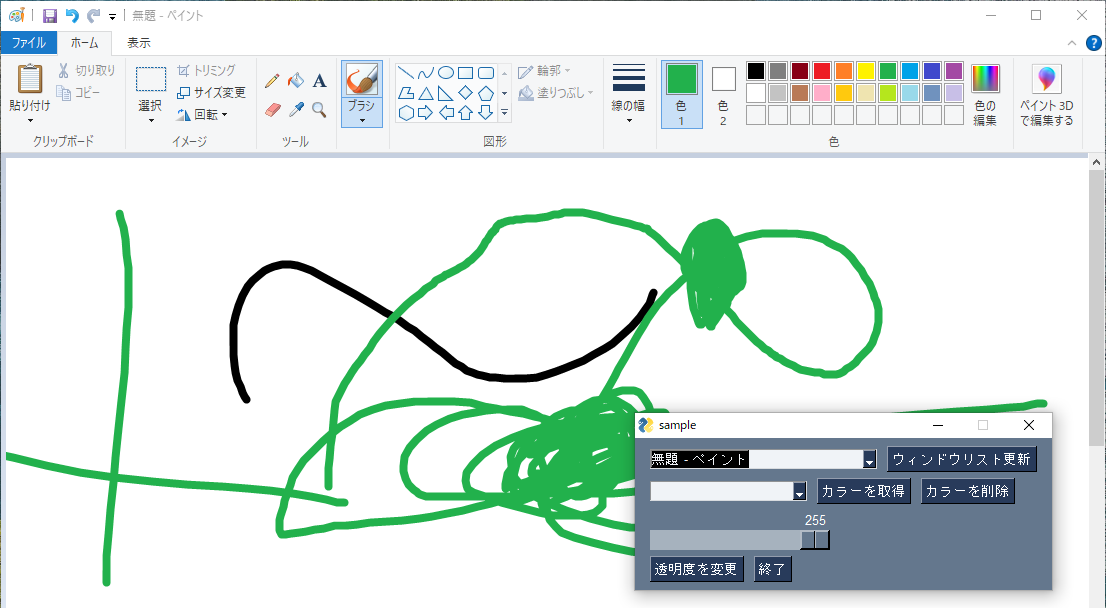 無題 - ペイント
ファイル ホーム 表示
貼り付け
切り取り
コピー
クリップボード
選択
トリミング
サイズ変更
回転
イメージ
A
ツール
ブラシ
輪郭
塗りつぶし
図形
線の幅
色
1
色
2
色の
編集
色
ペイント 3D
で編集する
?
sample
無題 - ペイント ウィンドウリスト更新
カラーを取得 カラーを削除
255
透明度を変更 終了